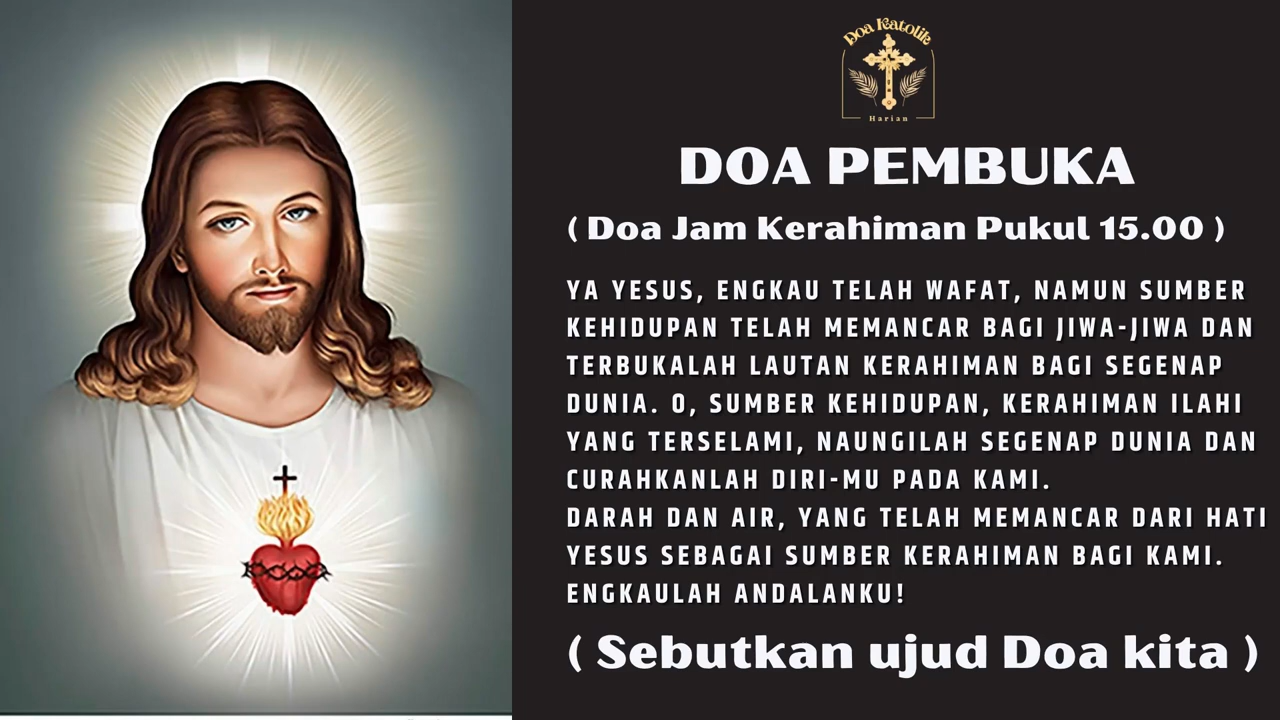 Doa Katolik
Harian
DOA PEMBUKA
( Doa Jam Kerahiman Pukul 15.00 )
YA YESUS, ENGKAU TELAH WAFAT, NAMUN SUMBER
KEHIDUPAN TELAH MEMANCAR BAGI JIWA-JIWA DAN
TERBUKALAH LAUTAN KERAHIMAN BAGI SEGENAP
DUNIA. O, SUMBER KEHIDUPAN, KERAHIMAN ILAHI
YANG TERSELAMI, NAUNGILAH SEGENAP DUNIA DAN
CURAHKANLAH DIRI-MU PADA KAMI.
DARAH DAN AIR, YANG TELAH MEMANCAR DARI HATI
YESUS SEBAGAI SUMBER KERAHIMAN BAGI KAMI.
ENGKAULAH ANDALANKU!
( Sebutkan ujud Doa kita )